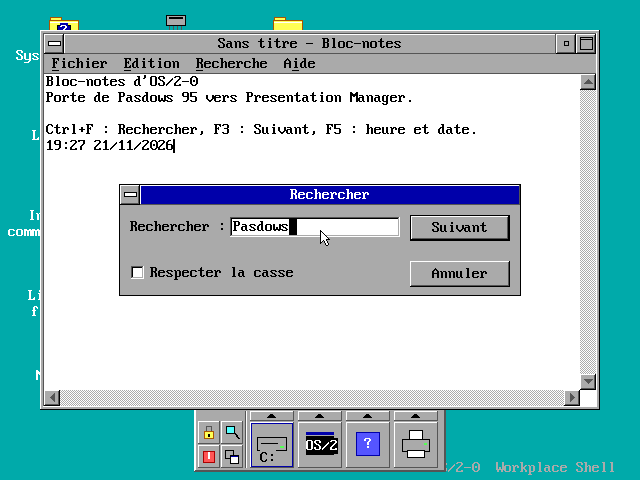 Sans titre - Bloc-notes
Sys
Fichier Edition Recherche Aide
Bloc-notes d'OS/2-0
Porte de Pasdows 95 vers Presentation Manager.
Ctrl+F : Rechercher, F3 : Suivant, F5 : heure et date.
19:27 21/11/2026
Rechercher
Rechercher : Pasdows
Suivant
Respecter la casse
Annuler
comm
Li
f
C:
OS/2
?
/2-0 Workplace Shell